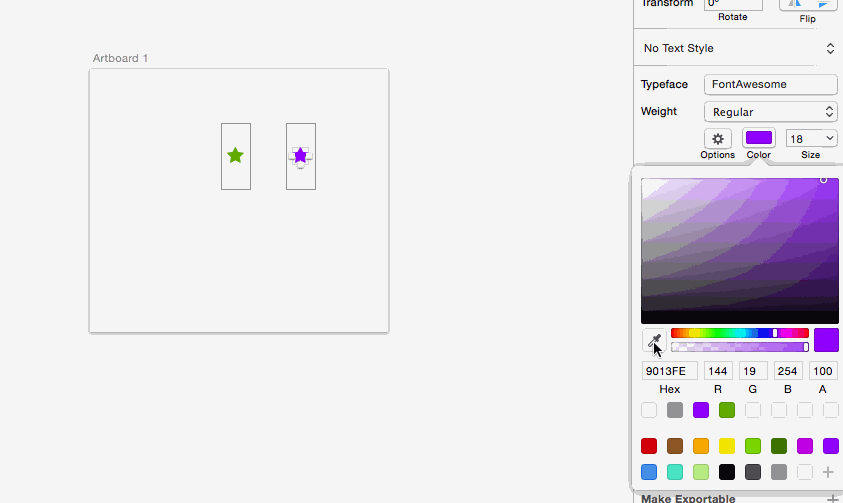 Transform
0°
Rotate
Flip
Artboard 1
No Text Style
Typeface
FontAwesome
Weight
Regular
18
Options
Color
Size
9013FE
144
19
254
100
Hex
R
G
B
A
Make Exportable